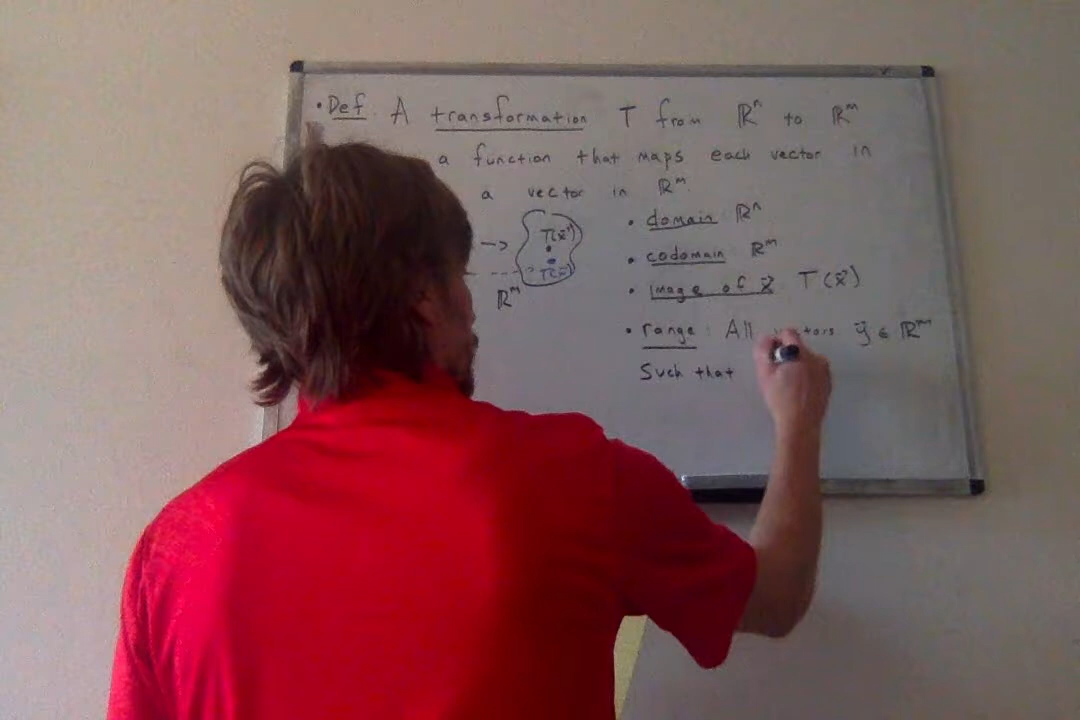 • Def: A transformation T from ℝⁿ to ℝᵐ
a function that maps each vector in
a vector in ℝᵐ.
• domain ℝⁿ
• codomain ℝᵐ
• image of x⃗ T(x⃗)
• range: All y⃗ ∈ ℝᵐ
Such that
→ T(x⃗)
ℝᵐ